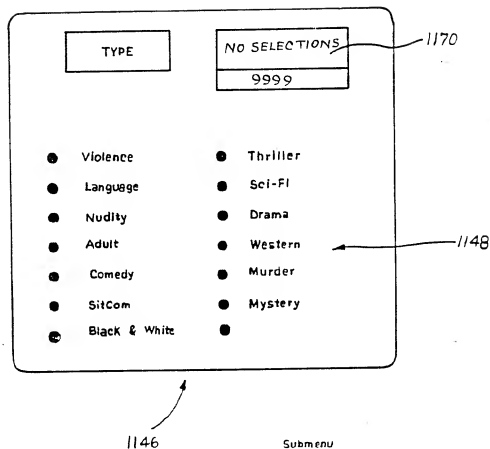 TYPE
NO SELECTIONS
9999
1170
Violence
Language
Nudity
Adult
Comedy
SitCom
Black & White
Thriller
Sci-Fi
Drama
Western
Murder
Mystery
1148
1146
Submenu